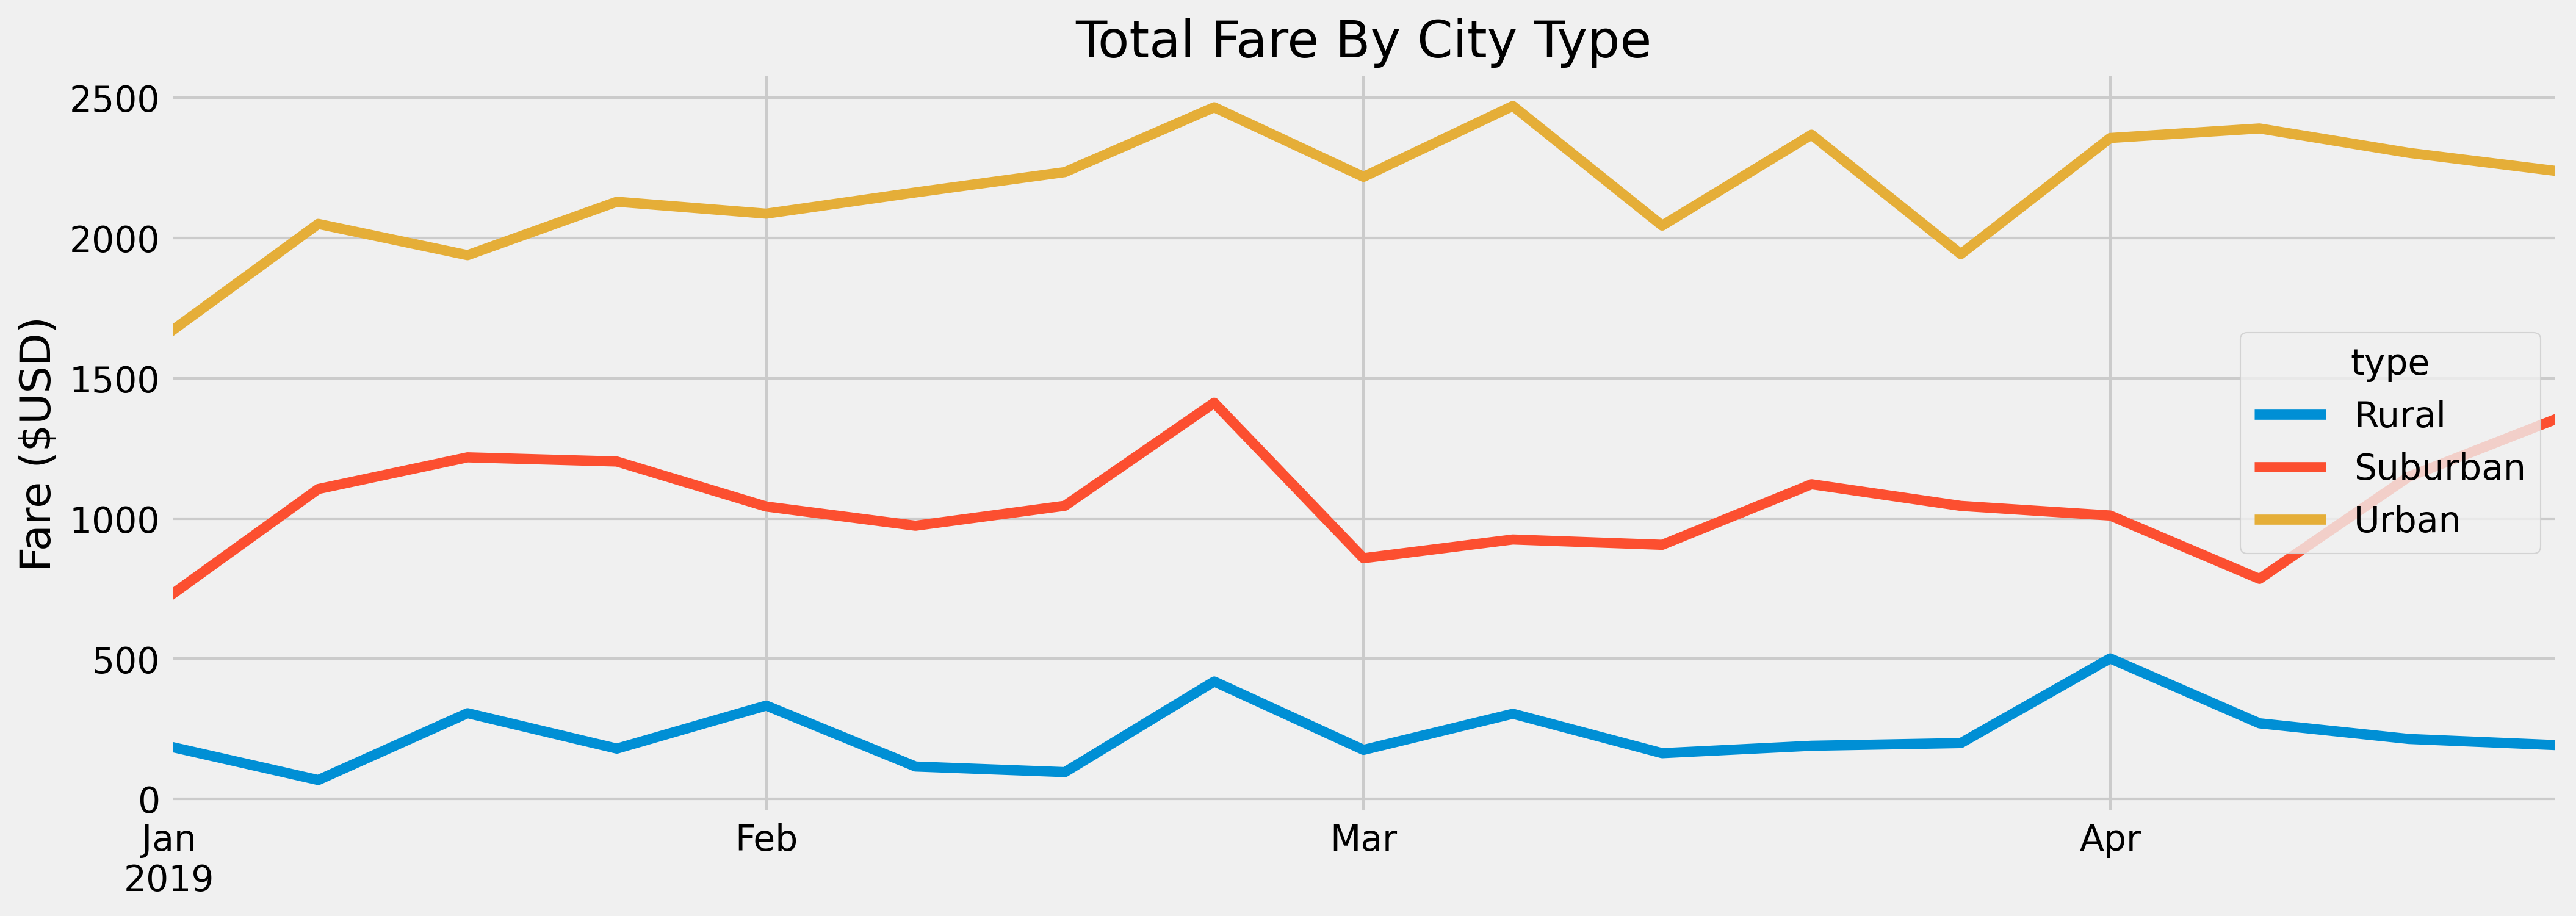 Total Fare By City Type
Fare ($USD)
2500
2000
1500
1000
500
0
Jan
2019
Feb
Mar
Apr
type
Rural
Suburban
Urban